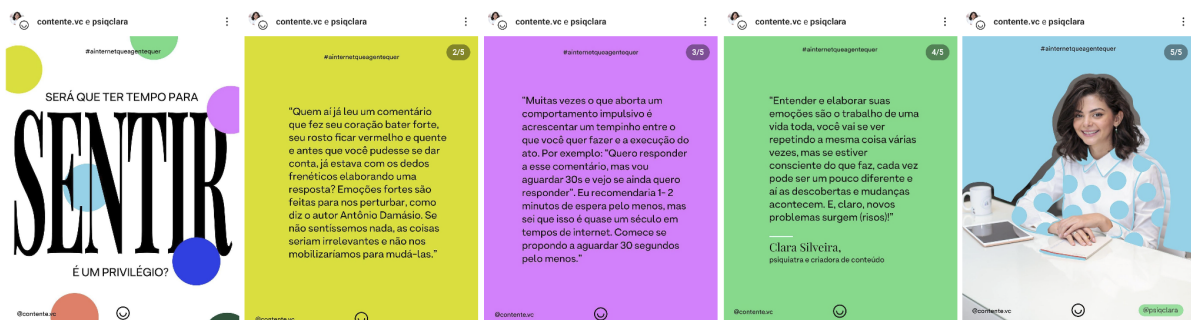 contente.vc e psiqclara
#ainternetqueagentequer
SERÁ QUE TER TEMPO PARA
SENTIR
É UM PRIVILÉGIO?
@contente.vc
contente.vc e psiqclara
#ainternetqueagentequer
2/5
"Quem aí já leu um comentário
que fez seu coração bater forte,
seu rosto ficar vermelho e quente
e antes que você pudesse se dar
conta, já estava com os dedos
frenéticos elaborando uma
resposta? Emoções fortes são
feitas para nos perturbar, como
diz o autor Antônio Damásio. Se
não sentíssemos nada, as coisas
seriam irrelevantes e não nos
mobilizaríamos para mudá-las."
@contente.vc
contente.vc e psiqclara
#ainternetqueagentequer
3/5
"Muitas vezes o que aborta um
comportamento impulsivo é
acrescentar um tempinho entre o
que você quer fazer e a execução do
ato. Por exemplo: "Quero responder
a esse comentário, mas vou
aguardar 30s e vejo se ainda quero
responder". Eu recomendaria 1- 2
minutos de espera pelo menos, mas
sei que isso é quase um século em
tempos de internet. Comece se
propondo a aguardar 30 segundos
pelo menos."
@contente.vc
contente.vc e psiqclara
#ainternetqueagentequer
4/5
"Entender e elaborar suas
emoções são o trabalho de uma
vida toda, você vai se ver
repetindo a mesma coisa várias
vezes, mas se estiver
consciente do que faz, cada vez
pode ser um pouco diferente e
aí as descobertas e mudanças
acontecem. E, claro, novos
problemas surgem (risos)!"
Clara Silveira,
psiquiatra e criadora de conteúdo
@contente.vc
contente.vc e psiqclara
#ainternetqueagentequer
5/5
@contente.vc
@psiqclara